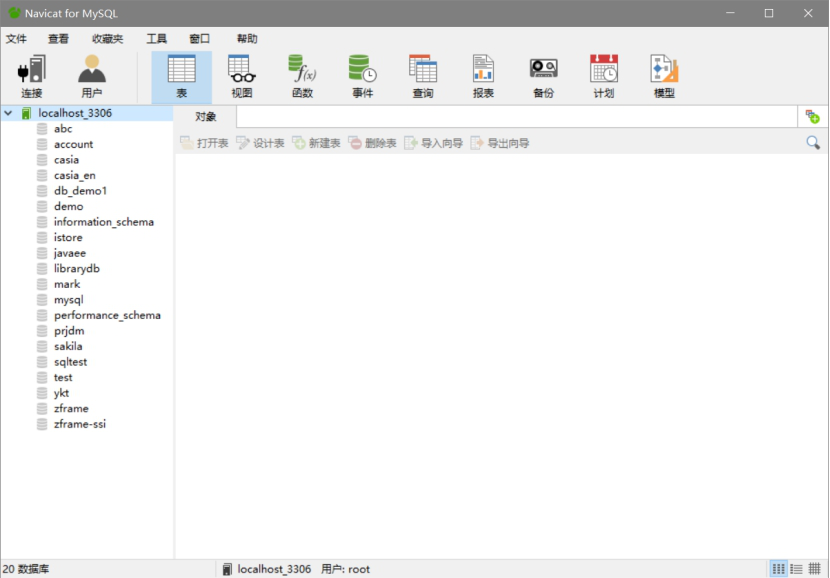 Navicat for MySQL
文件 查看 收藏夹 工具 窗口 帮助
f(x)
连接 用户 表 视图 函数 事件 查询 报表 备份 计划 模型
localhost_3306 对象
abc
account
打开表 设计表 新建表 删除表 导入向导 导出向导
casia
casia_en
db_demo1
demo
information_schema
istore
javaee
librarydb
mark
mysql
performance_schema
prjdm
sakila
sqltest
test
ykt
zframe
zframe-ssi
20 数据库 localhost_3306 用户: root